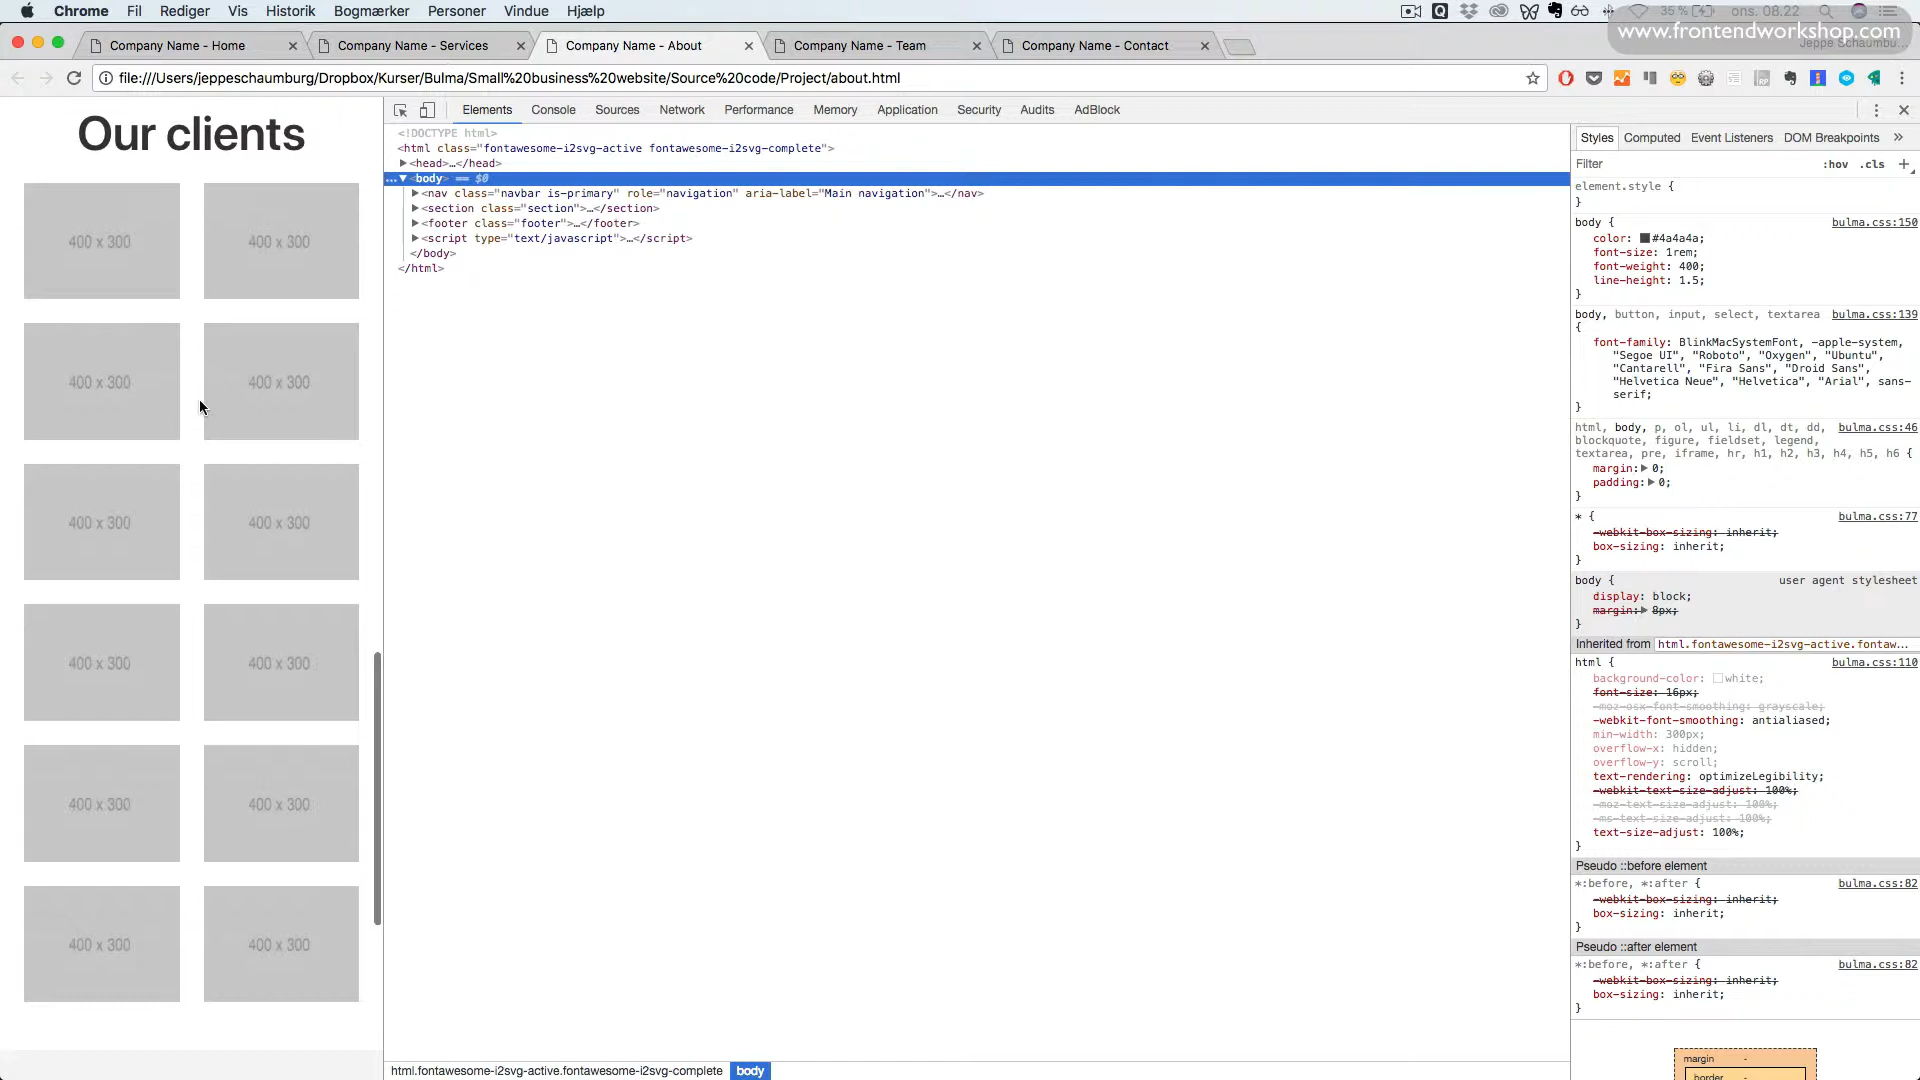 Chrome Fil Rediger Vis Historik Bogmærker Personer Vindue Hjælp 35 % ons. 08.22
www.frontendworkshop.com
Company Name - Home Company Name - Services Company Name - About Company Name - Team Company Name - Contact Jeppe Schaumbu...
file:///Users/jeppeschaumburg/Dropbox/Kurser/Bulma/Small%20business%20website/Source%20code/Project/about.html
Our clients
400 x 300 400 x 300
400 x 300 400 x 300
400 x 300 400 x 300
400 x 300 400 x 300
400 x 300 400 x 300
400 x 300 400 x 300
Elements Console Sources Network Performance Memory Application Security Audits AdBlock
<!DOCTYPE html>
<html class="fontawesome-i2svg-active fontawesome-i2svg-complete">
<head>…</head>
... <body> == $0
<nav class="navbar is-primary" role="navigation" aria-label="Main navigation">…</nav>
<section class="section">…</section>
<footer class="footer">…</footer>
<script type="text/javascript">…</script>
</body>
</html>
html.fontawesome-i2svg-active.fontawesome-i2svg-complete body
Styles Computed Event Listeners DOM Breakpoints »
Filter :hov .cls +
element.style {
}
body { bulma.css:150
color: #4a4a4a;
font-size: 1rem;
font-weight: 400;
line-height: 1.5;
}
body, button, input, select, textarea bulma.css:139
{
font-family: BlinkMacSystemFont, -apple-system,
"Segoe UI", "Roboto", "Oxygen", "Ubuntu",
"Cantarell", "Fira Sans", "Droid Sans",
"Helvetica Neue", "Helvetica", "Arial", sans-
serif;
}
html, body, p, ol, ul, li, dl, dt, dd, bulma.css:46
blockquote, figure, fieldset, legend,
textarea, pre, iframe, hr, h1, h2, h3, h4, h5, h6 {
margin: 0;
padding: 0;
}
* { bulma.css:77
-webkit-box-sizing: inherit;
box-sizing: inherit;
}
body { user agent stylesheet
display: block;
margin: 8px;
}
Inherited from html.fontawesome-i2svg-active.fontaw...
html { bulma.css:110
background-color: white;
font-size: 16px;
-moz-osx-font-smoothing: grayscale;
-webkit-font-smoothing: antialiased;
min-width: 300px;
overflow-x: hidden;
overflow-y: scroll;
text-rendering: optimizeLegibility;
-webkit-text-size-adjust: 100%;
-moz-text-size-adjust: 100%;
-ms-text-size-adjust: 100%;
text-size-adjust: 100%;
}
Pseudo ::before element
*:before, *:after { bulma.css:82
-webkit-box-sizing: inherit;
box-sizing: inherit;
}
Pseudo ::after element
*:before, *:after { bulma.css:82
-webkit-box-sizing: inherit;
box-sizing: inherit;
}
margin -
border -